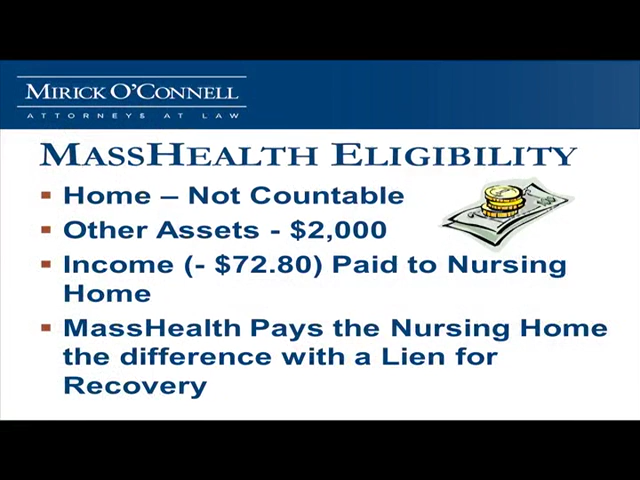 MIRICK O'CONNELL
ATTORNEYS AT LAW
MASSHEALTH ELIGIBILITY
Home – Not Countable
Other Assets - $2,000
Income (- $72.80) Paid to Nursing
Home
MassHealth Pays the Nursing Home
the difference with a Lien for
Recovery